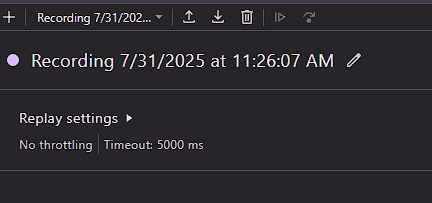 Recording 7/31/202...
Recording 7/31/2025 at 11:26:07 AM
Replay settings
No throttling Timeout: 5000 ms